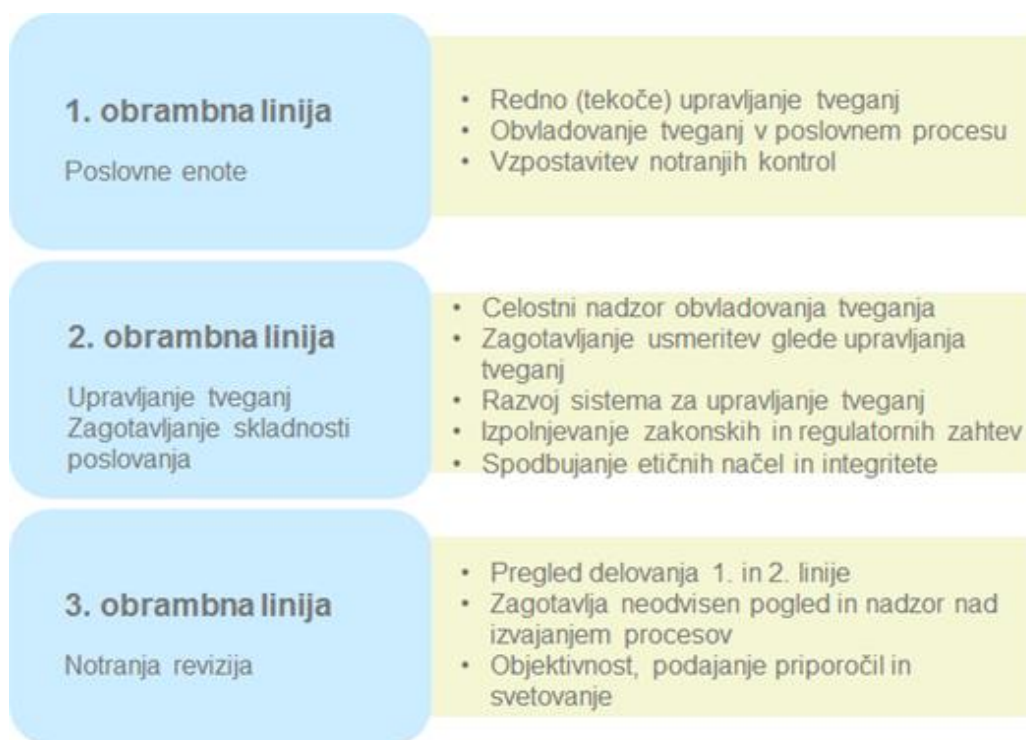 1. obrambna linija
Poslovne enote
• Redno (tekoče) upravljanje tveganj
• Obvladovanje tveganj v poslovnem procesu
• Vzpostavitev notranjih kontrol
2. obrambna linija
Upravljanje tveganj
Zagotavljanje skladnosti
poslovanja
• Celostni nadzor obvladovanja tveganja
• Zagotavljanje usmeritev glede upravljanja
tveganj
• Razvoj sistema za upravljanje tveganj
• Izpolnjevanje zakonskih in regulatornih zahtev
• Spodbujanje etičnih načel in integritete
3. obrambna linija
Notranja revizija
• Pregled delovanja 1. in 2. linije
• Zagotavlja neodvisen pogled in nadzor nad
izvajanjem procesov
• Objektivnost, podajanje priporočil in
svetovanje